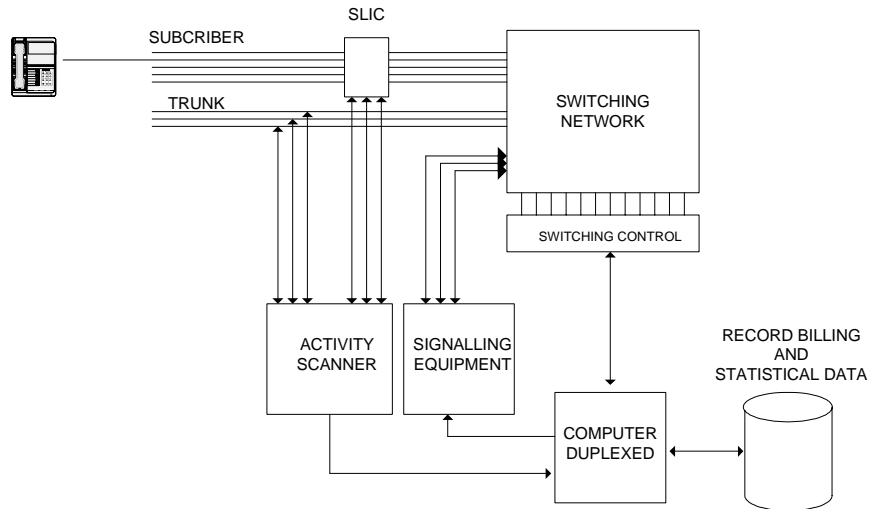 SLIC
SUBCRIBER
TRUNK
SWITCHING
NETWORK
SWITCHING CONTROL
ACTIVITY
SCANNER
SIGNALLING
EQUIPMENT
RECORD BILLING
AND
STATISTICAL DATA
COMPUTER
DUPLEXED